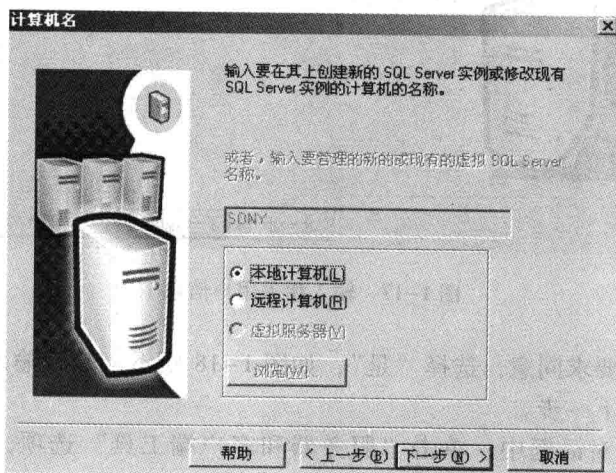 计算机名
输入要在其上创建新的 SQL Server 实例或修改现有
SQL Server 实例的计算机的名称。
或者，输入要管理的新的或现有的虚拟 SQL Server
名称。
SONY
本地计算机(L)
远程计算机(R)
虚拟服务器(V)
浏览(W)
帮助
< 上一步(B)
下一步(N) >
取消